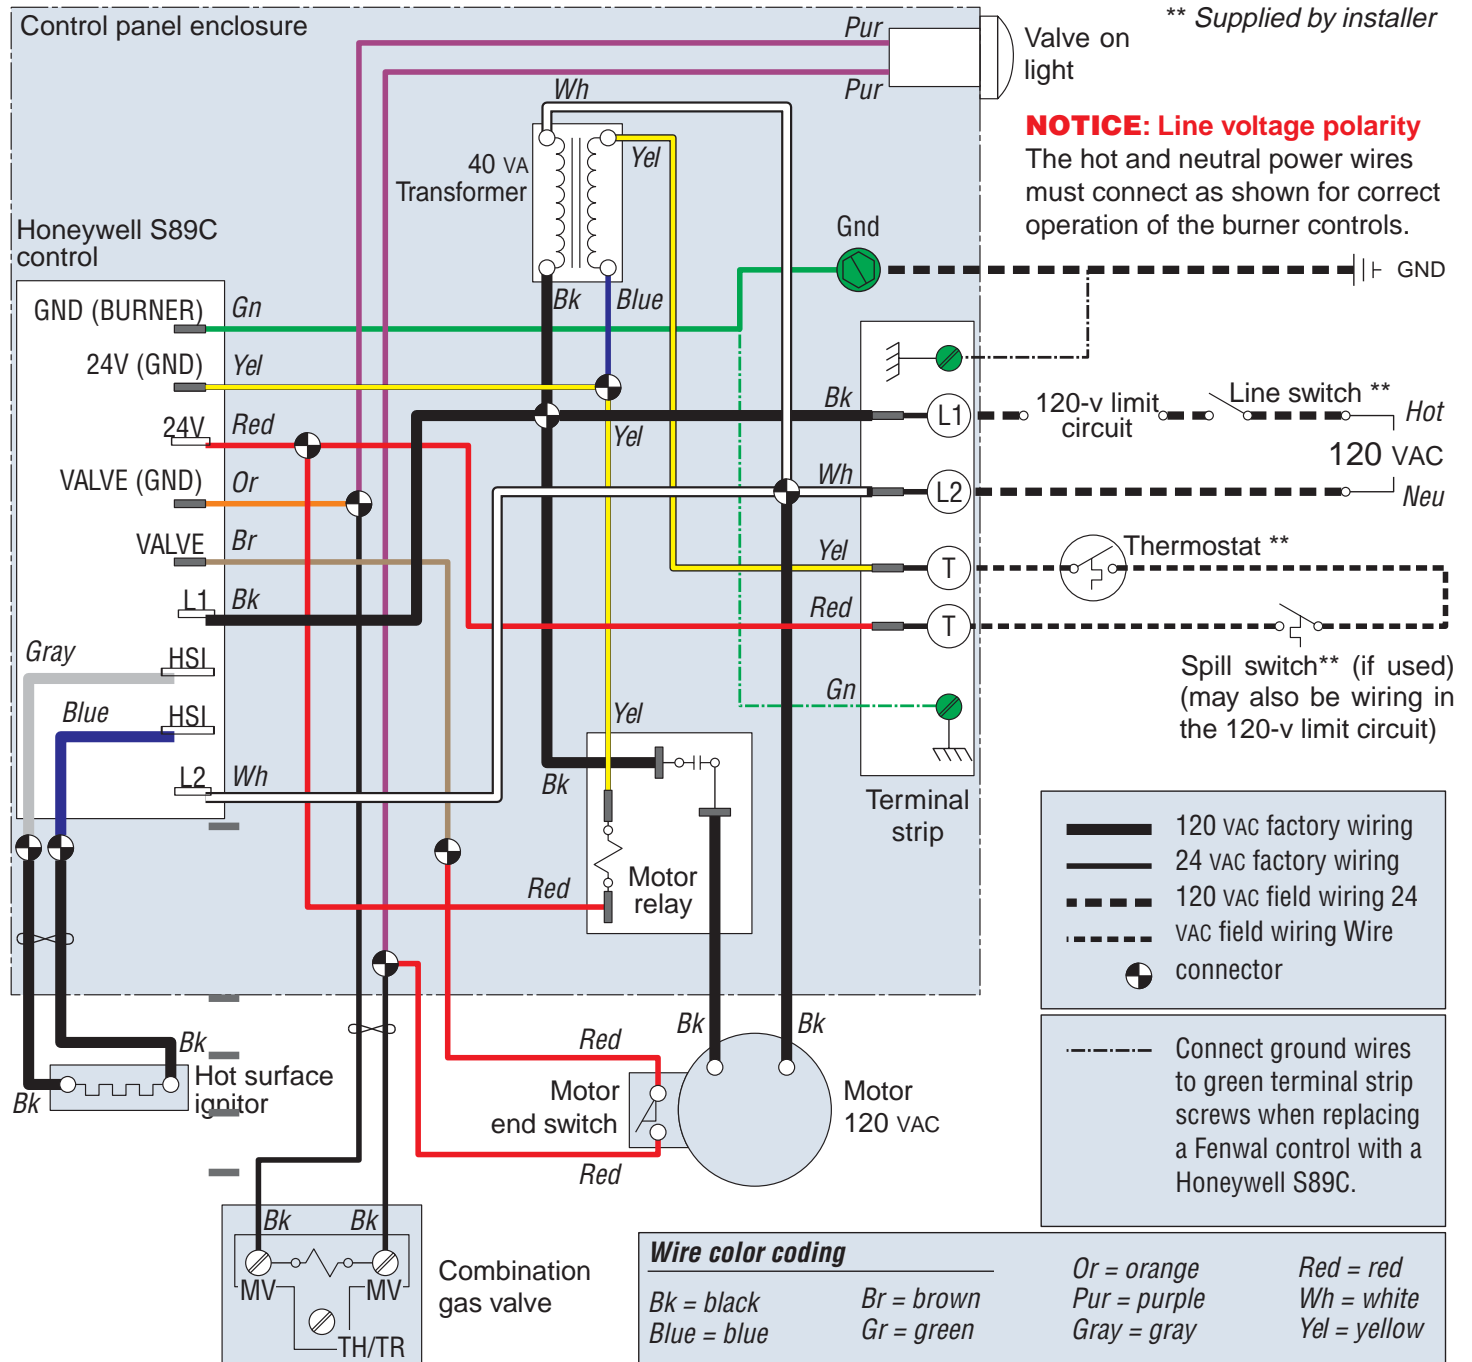 Control panel enclosure
Pur
Pur
Valve on
light
** Supplied by installer
NOTICE: Line voltage polarity
The hot and neutral power wires
must connect as shown for correct
operation of the burner controls.
Wh
40 VA
Transformer
Yel
Bk
Blue
Gnd
GND
Honeywell S89C
control
GND (BURNER)
Gn
24V (GND)
Yel
24V
Red
VALVE (GND)
Or
VALVE
Br
L1
Bk
HSI
Gray
HSI
Blue
L2
Wh
Yel
Bk
L1
120-v limit
circuit
Line switch **
Hot
120 VAC
Neu
Wh
L2
Yel
T
Thermostat **
Red
T
Spill switch** (if used)
(may also be wiring in
the 120-v limit circuit)
Gn
Terminal
strip
Yel
Bk
Red
Motor
relay
120 VAC factory wiring
24 VAC factory wiring
120 VAC field wiring 24
VAC field wiring Wire
connector
Connect ground wires
to green terminal strip
screws when replacing
a Fenwal control with a
Honeywell S89C.
Bk
Bk
Hot surface
ignitor
Red
Motor
end switch
Red
Bk
Bk
Motor
120 VAC
Bk
Bk
MV
MV
TH/TR
Combination
gas valve
Wire color coding
Bk = black
Blue = blue
Br = brown
Gr = green
Or = orange
Pur = purple
Gray = gray
Red = red
Wh = white
Yel = yellow